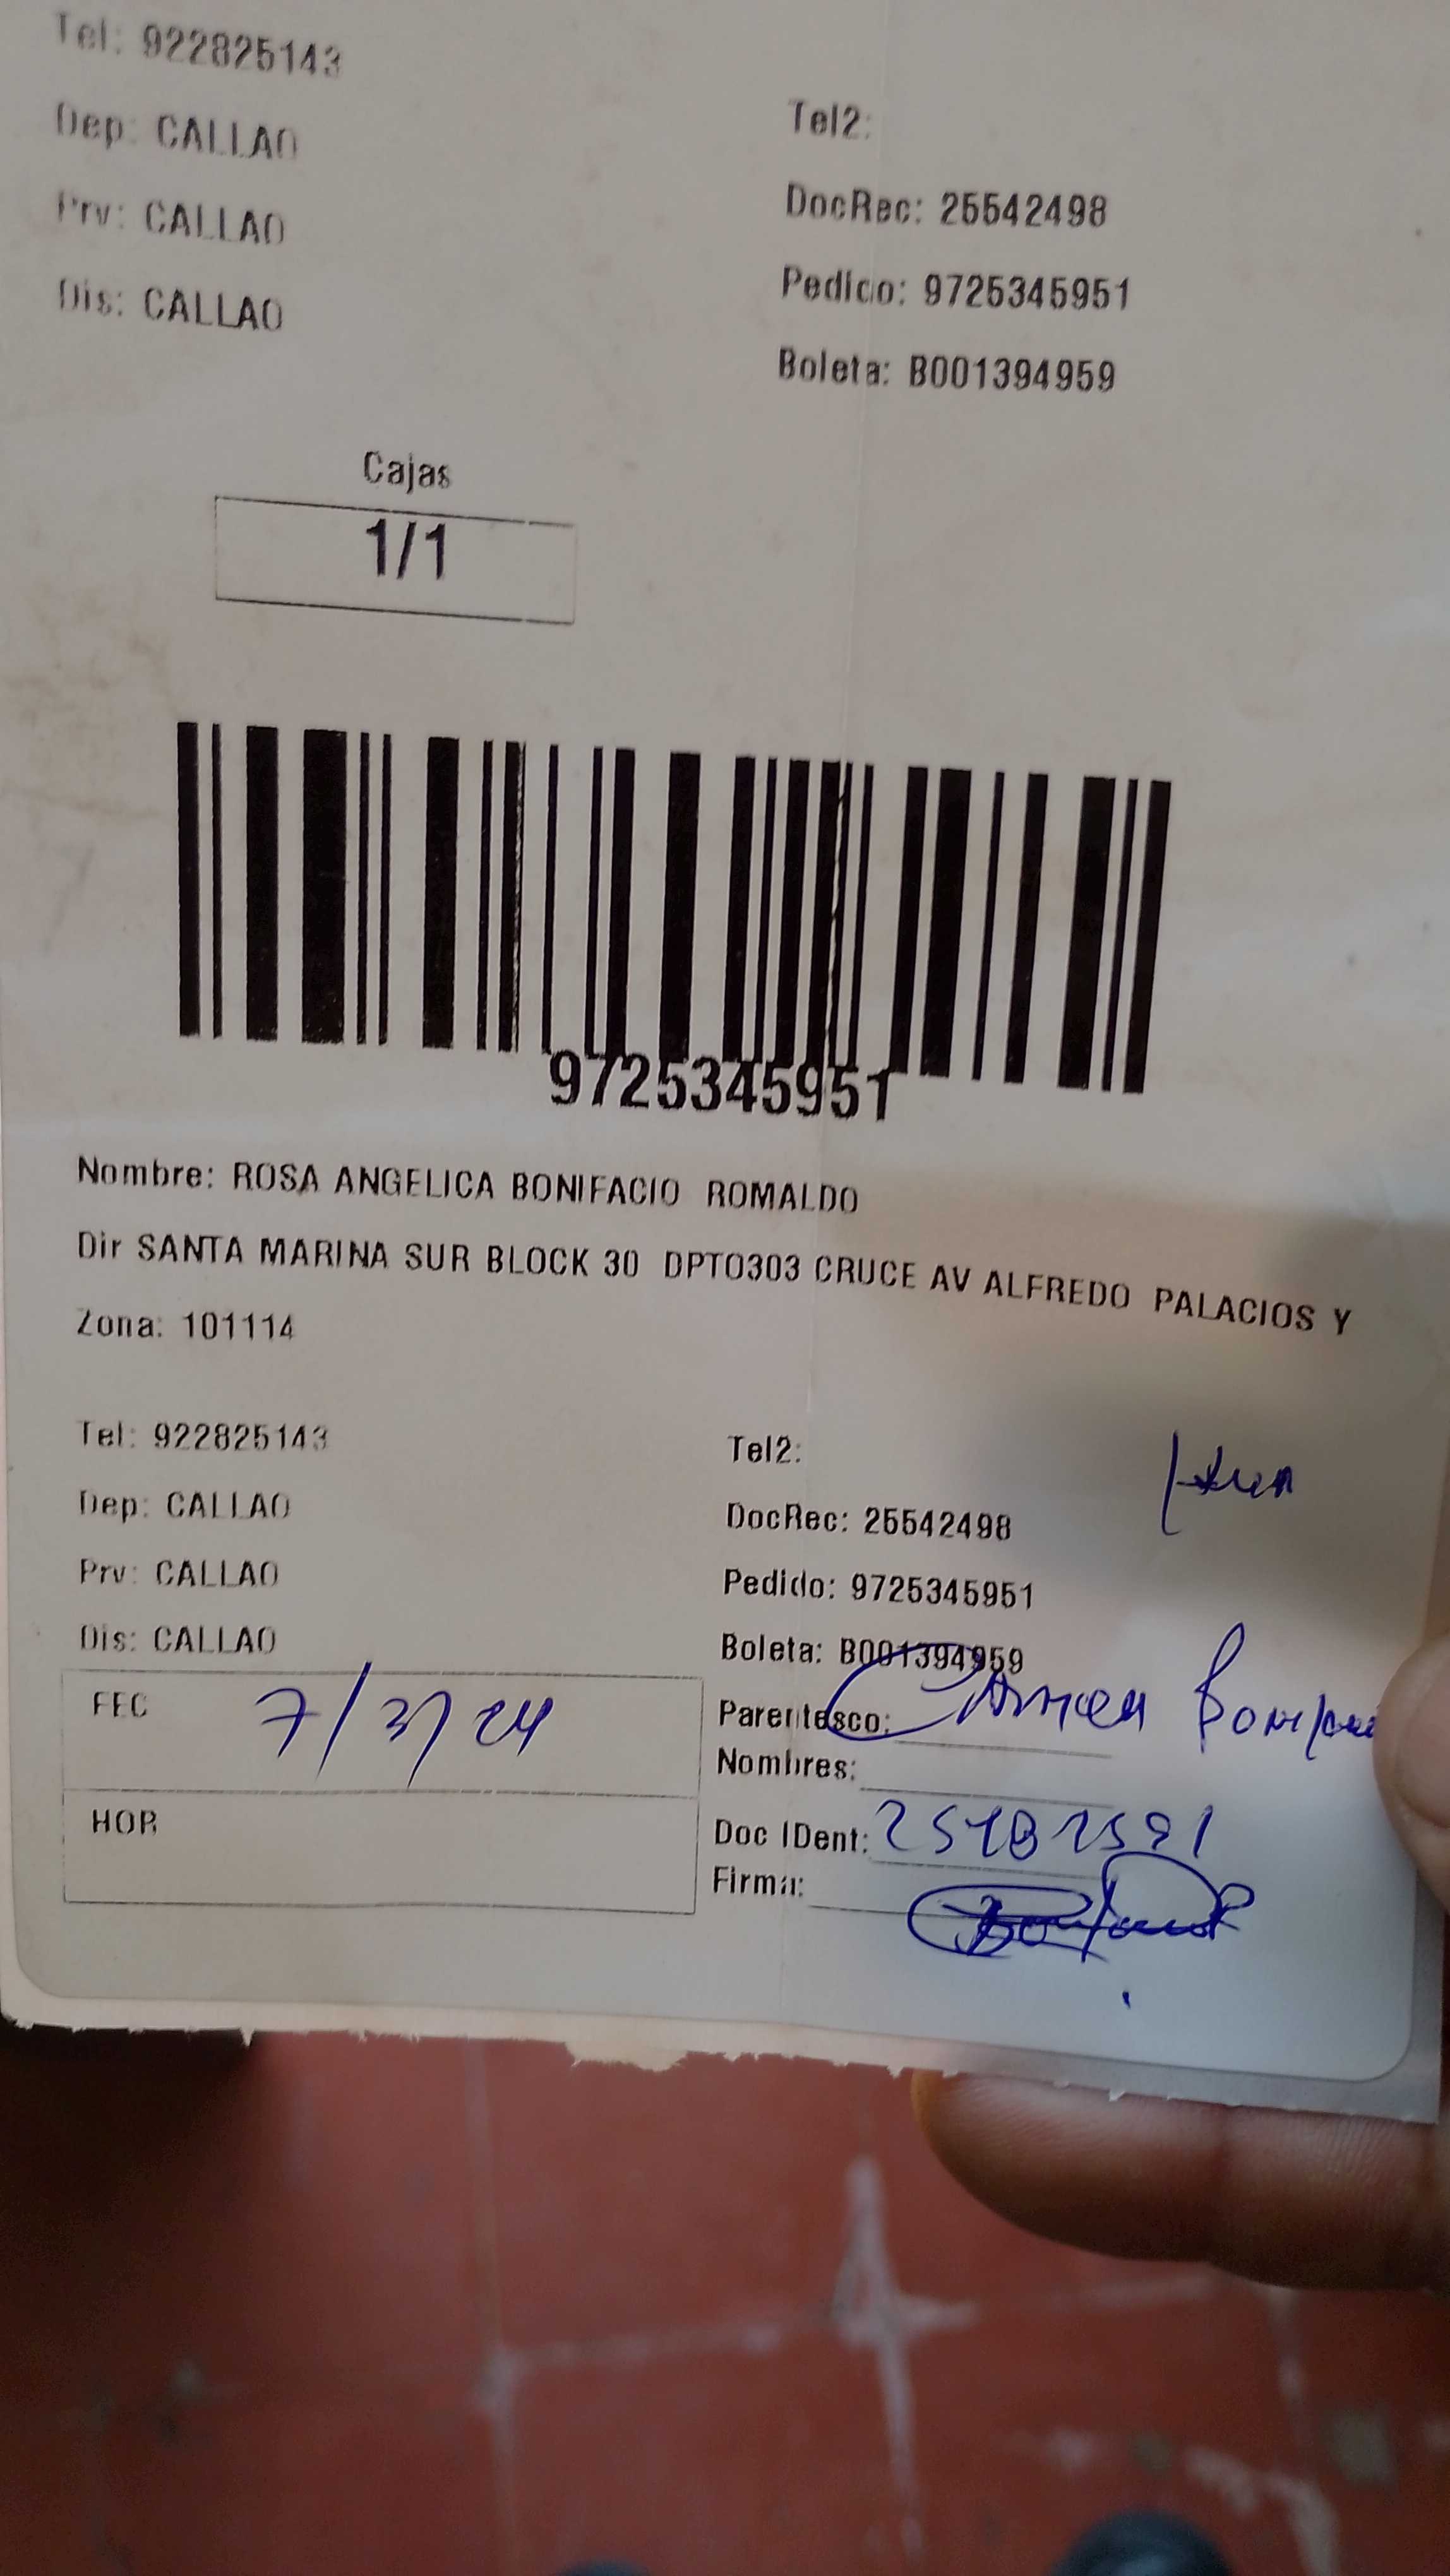 Tel: 922825143
Dep: CALLAO
Prv: CALLAO
Dis: CALLAO
Tel2:
DocRec: 25542498
Pedido: 9725345951
Boleta: B001394959
Cajas
1/1
9725345951
Nombre: ROSA ANGELICA BONIFACIO ROMALDO
Dir SANTA MARINA SUR BLOCK 30 DPTO303 CRUCE AV ALFREDO PALACIOS Y
Zona: 101114
Tel: 922825143
Dep: CALLAO
Prv: CALLAO
Dis: CALLAO
Tel2:
DocRec: 25542498
Pedido: 9725345951
Boleta: B001394959
FEC 7/3/24
HOR
Parentesco: Carmen
Nombres:
Doc IDent:
Firma: